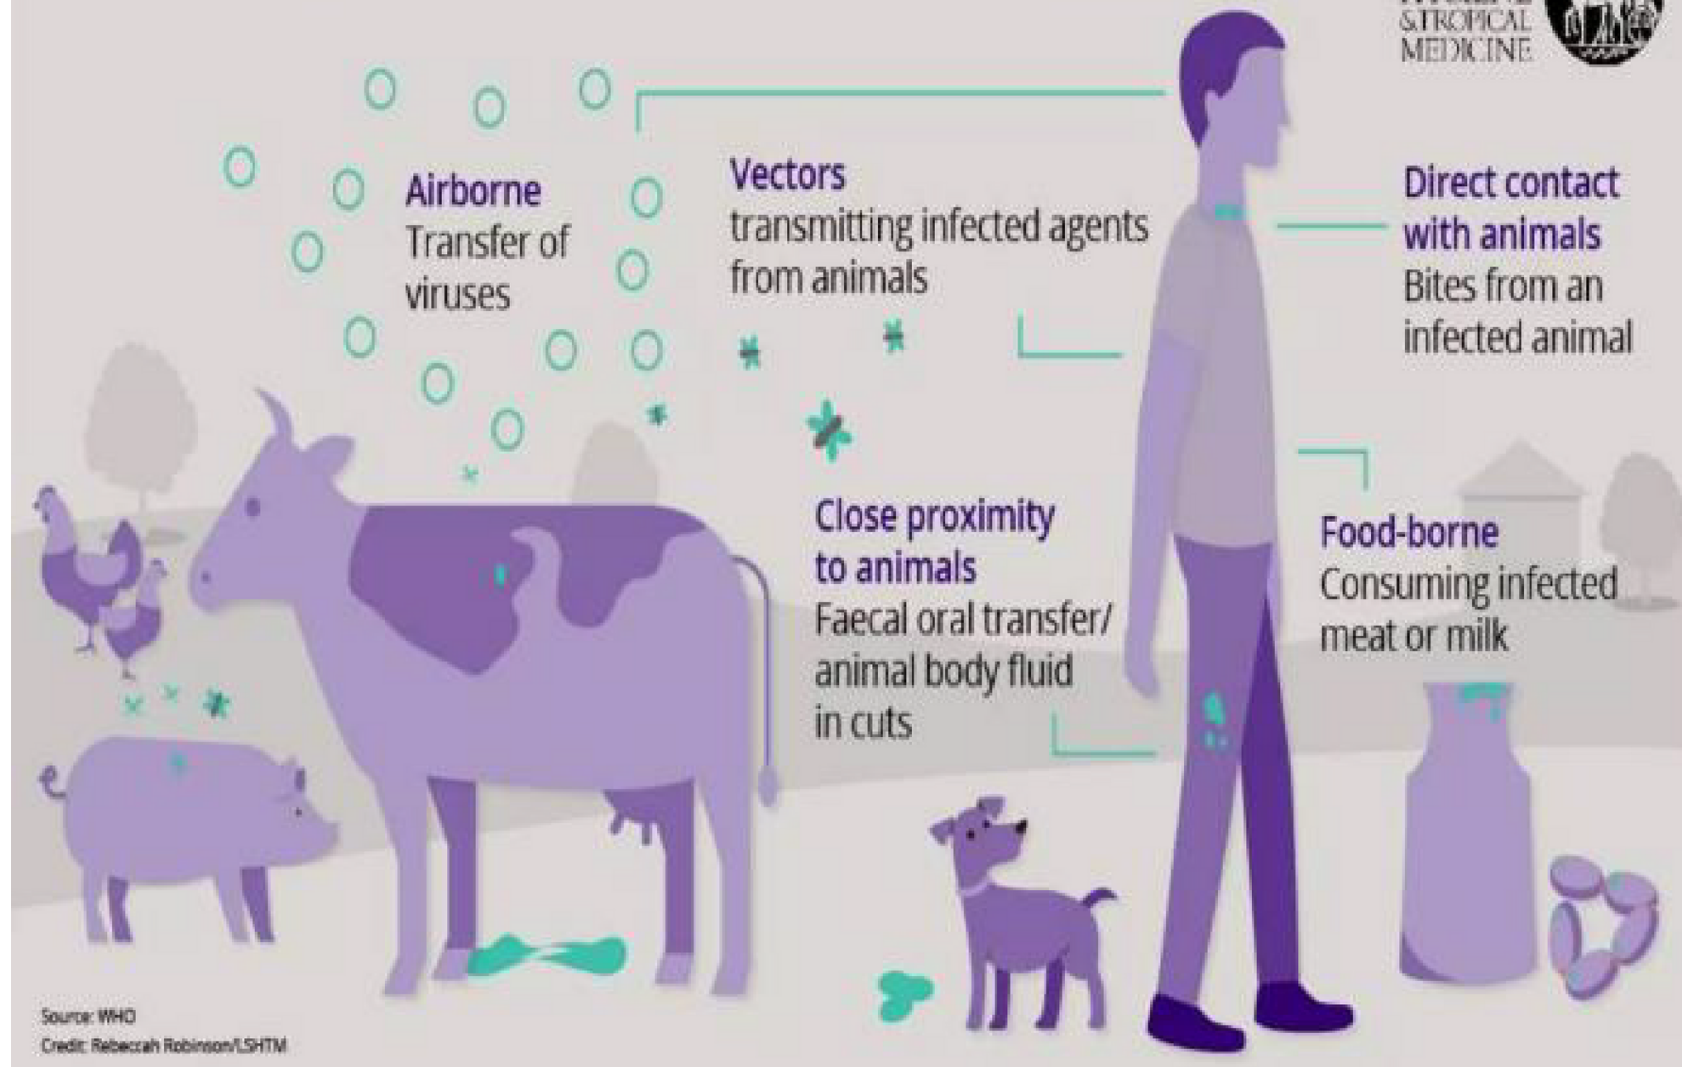 &TROPICAL
MEDICINE
Airborne
Transfer of
viruses
Vectors
transmitting infected agents
from animals
Direct contact
with animals
Bites from an
infected animal
Close proximity
to animals
Faecal oral transfer/
animal body fluid
in cuts
Food-borne
Consuming infected
meat or milk
Source: WHO
Credit: Rebeccah Robinson/LSHTM